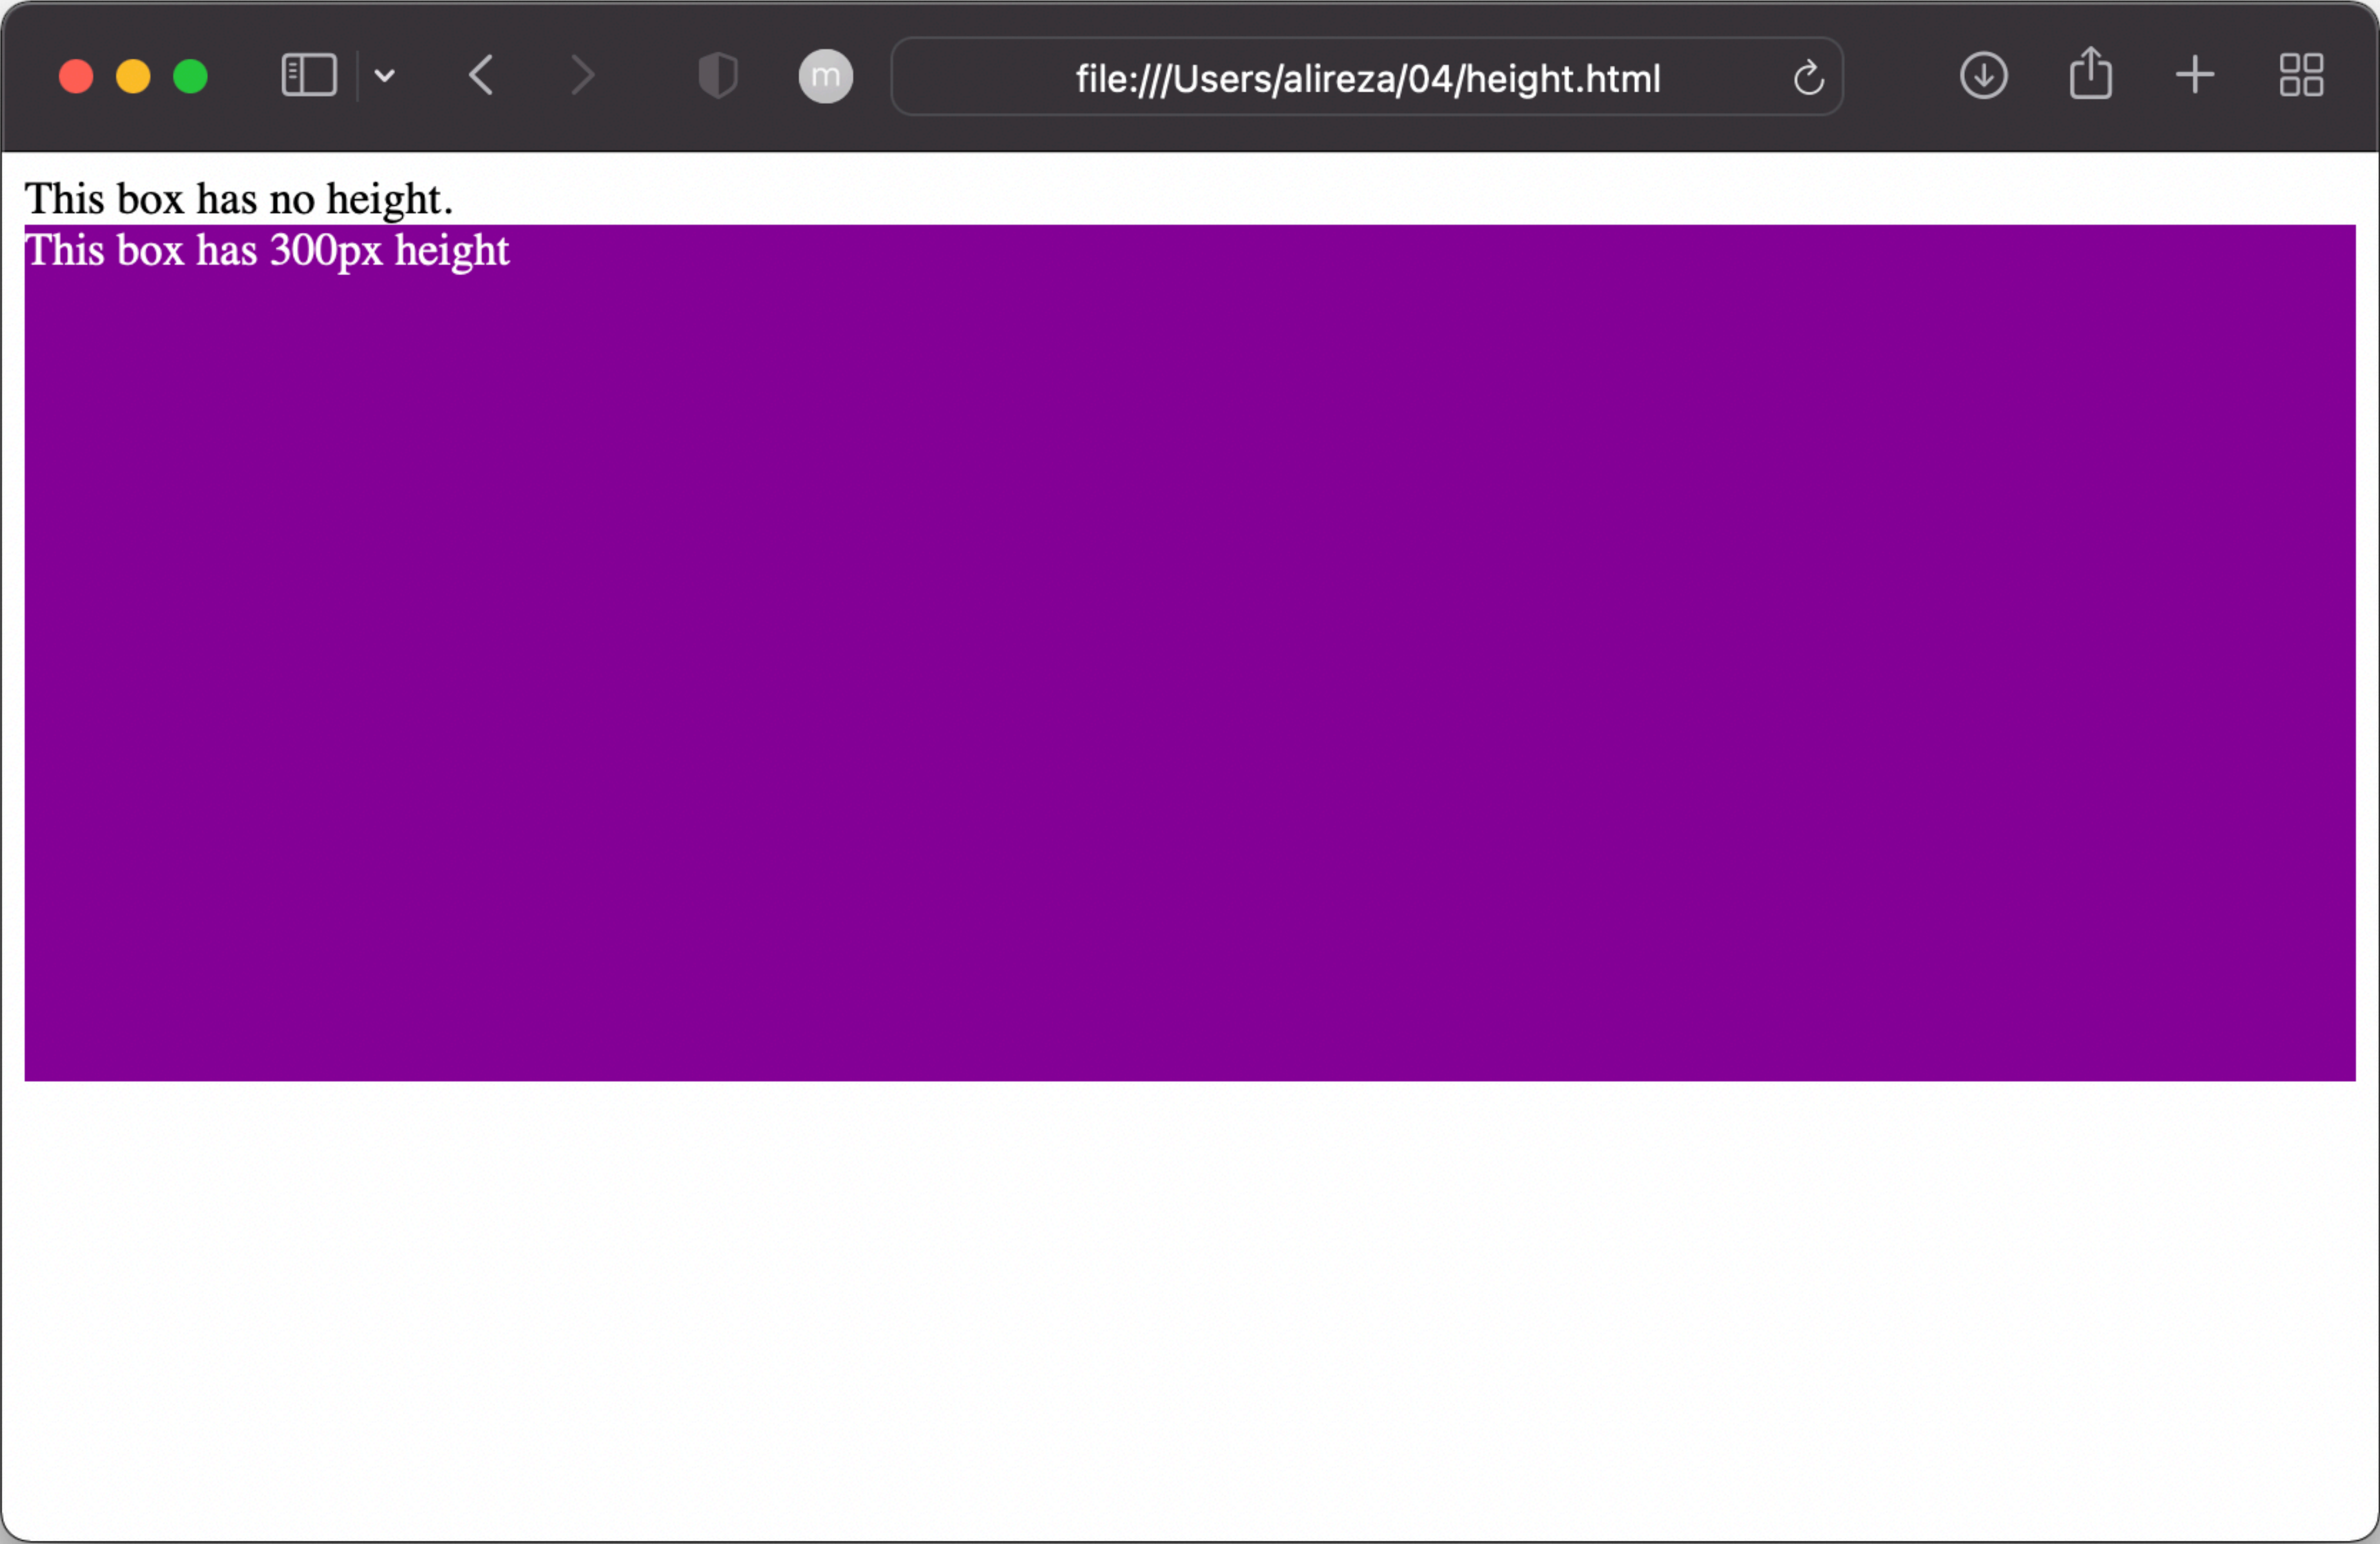 m
file:///Users/alireza/04/height.html
This box has no height.
This box has 300px height